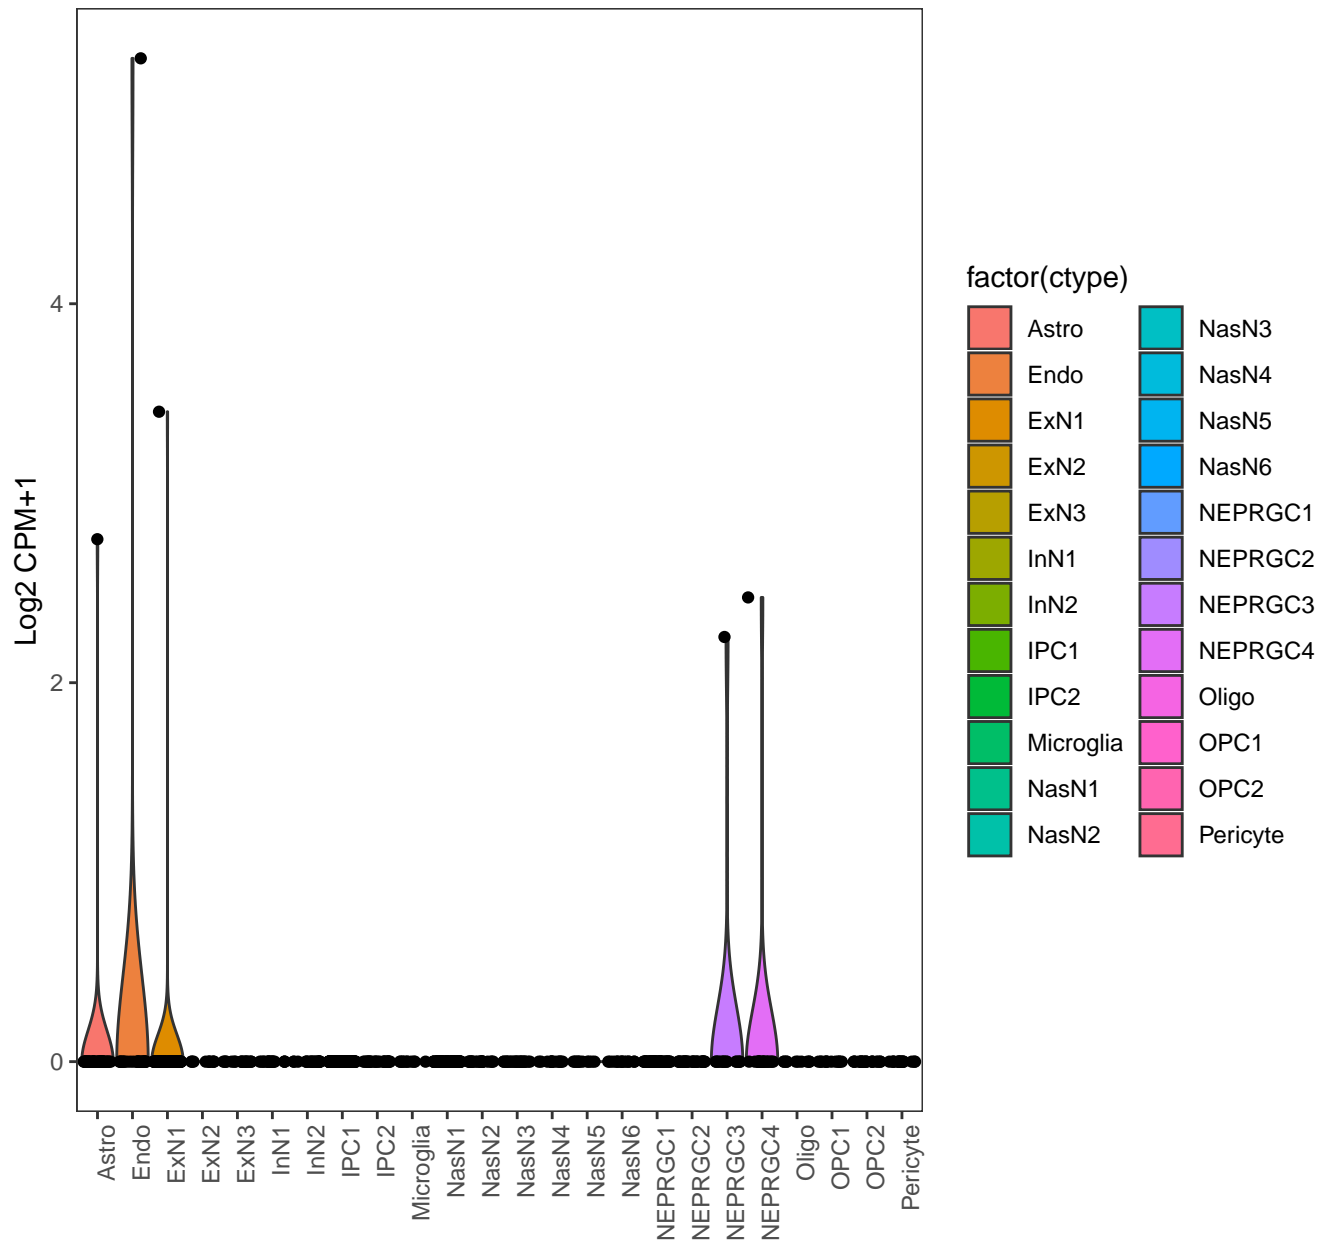 Log2 CPM+1
4
2
0
Astro
Endo
ExN1
ExN2
ExN3
InN1
InN2
IPC1
IPC2
Microglia
NasN1
NasN2
NasN3
NasN4
NasN5
NasN6
NEPRGC1
NEPRGC2
NEPRGC3
NEPRGC4
Oligo
OPC1
OPC2
Pericyte
factor(ctype)
Astro
Endo
ExN1
ExN2
ExN3
InN1
InN2
IPC1
IPC2
Microglia
NasN1
NasN2
NasN3
NasN4
NasN5
NasN6
NEPRGC1
NEPRGC2
NEPRGC3
NEPRGC4
Oligo
OPC1
OPC2
Pericyte